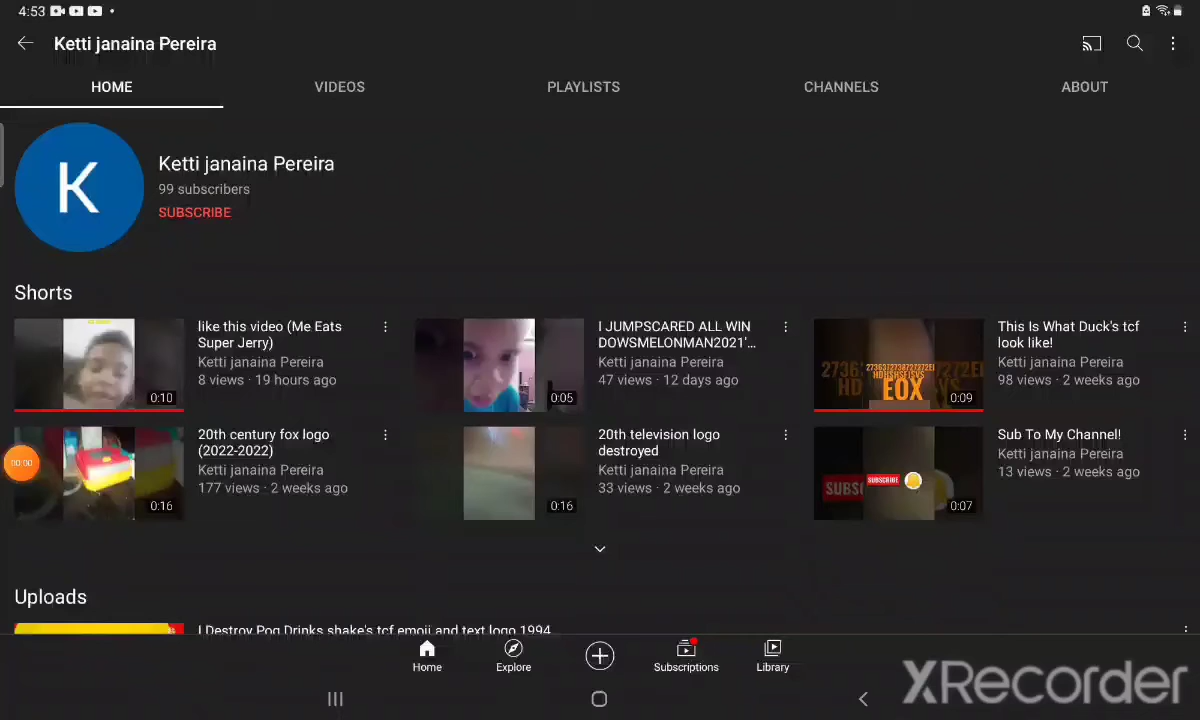 4:53
Ketti janaina Pereira
HOME
VIDEOS
PLAYLISTS
CHANNELS
ABOUT
K
Ketti janaina Pereira
99 subscribers
SUBSCRIBE
Shorts
like this video (Me Eats
Super Jerry)
Ketti janaina Pereira
8 views · 19 hours ago
0:10
I JUMPSCARED ALL WIN
DOWSMELONMAN2021'...
Ketti janaina Pereira
47 views · 12 days ago
0:05
This Is What Duck's tcf
look like!
Ketti janaina Pereira
98 views · 2 weeks ago
EOX
0:09
20th century fox logo
(2022-2022)
Ketti janaina Pereira
177 views · 2 weeks ago
0:16
00:00
20th television logo
destroyed
Ketti janaina Pereira
33 views · 2 weeks ago
0:16
Sub To My Channel!
Ketti janaina Pereira
13 views · 2 weeks ago
SUBSCRIBE
0:07
Uploads
I Destroy Pog Drinks shake's tcf emoji and text logo 1994
Home
Explore
Subscriptions
Library
XRecorder